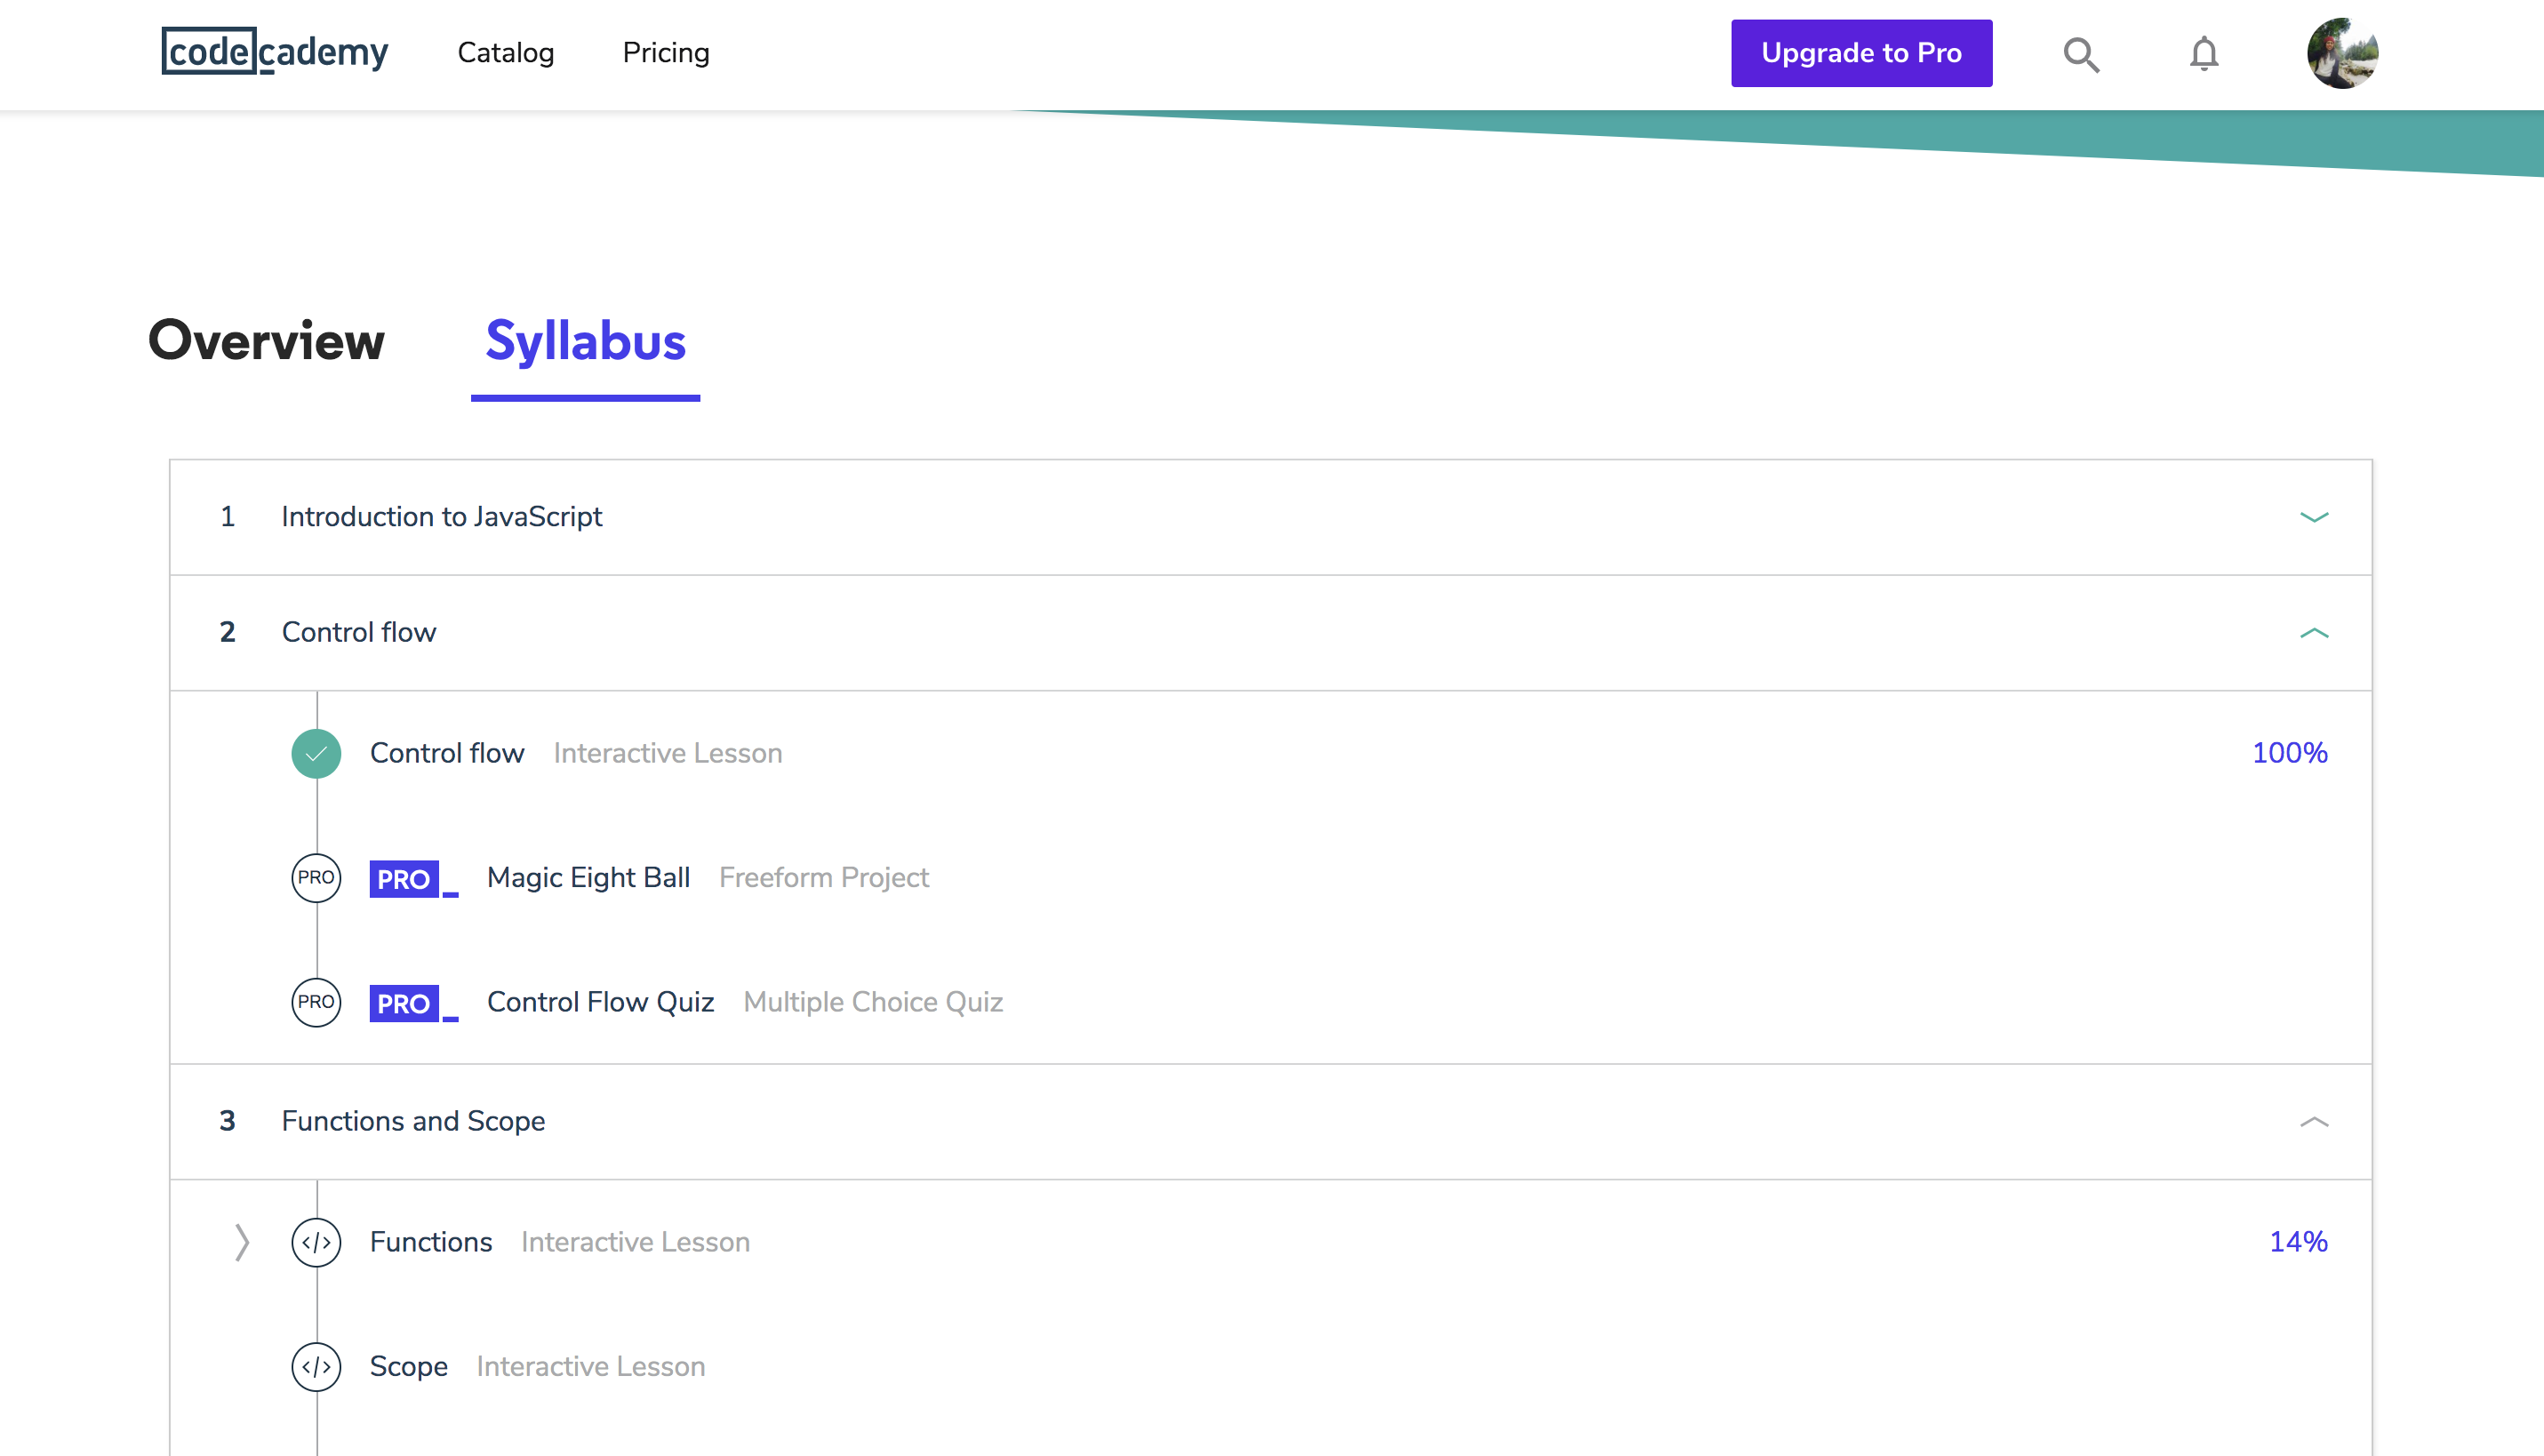 codecademy Catalog Pricing Upgrade to Pro
Overview Syllabus
1 Introduction to JavaScript
2 Control flow
Control flow Interactive Lesson 100%
PRO PRO_ Magic Eight Ball Freeform Project
PRO PRO_ Control Flow Quiz Multiple Choice Quiz
3 Functions and Scope
</> Functions Interactive Lesson 14%
</> Scope Interactive Lesson